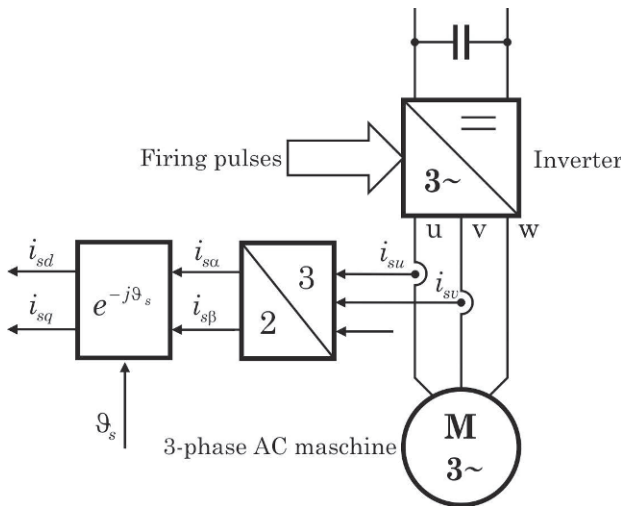 Firing pulses
3~
Inverter
u v w
i_sd
i_sα
i_su
3
e^{-jϑ_s}
i_sv
i_sq
i_sβ
2
ϑ_s
3-phase AC maschine
M
3~